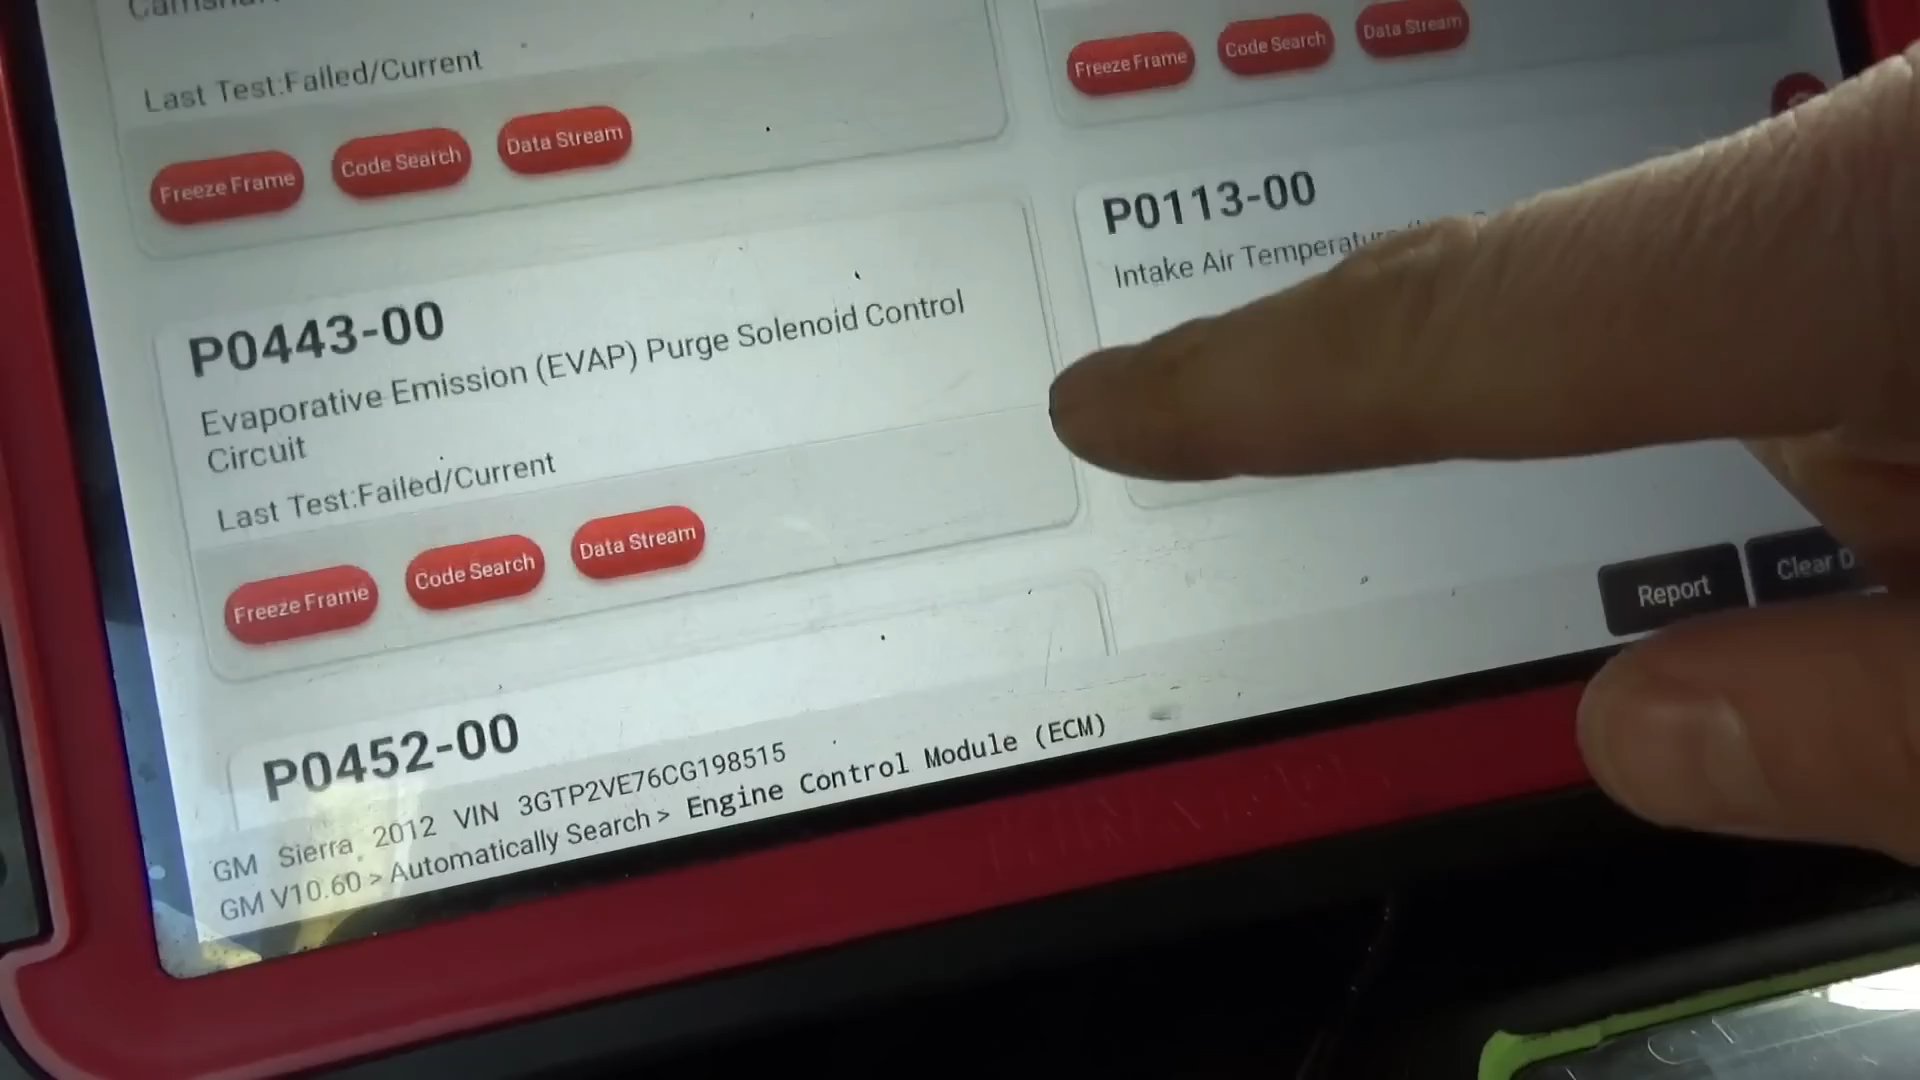 Last Test:Failed/Current
Freeze Frame
Code Search
Data Stream
Freeze Frame
Code Search
Data Stream
P0443-00
Evaporative Emission (EVAP) Purge Solenoid Control
Circuit
Last Test:Failed/Current
Freeze Frame
Code Search
Data Stream
P0113-00
Intake Air Temperature
P0452-00
Report
Clear D
GM Sierra, 2012 VIN 3GTP2VE76CG198515
GM V10.60 > Automatically Search > Engine Control Module (ECM)